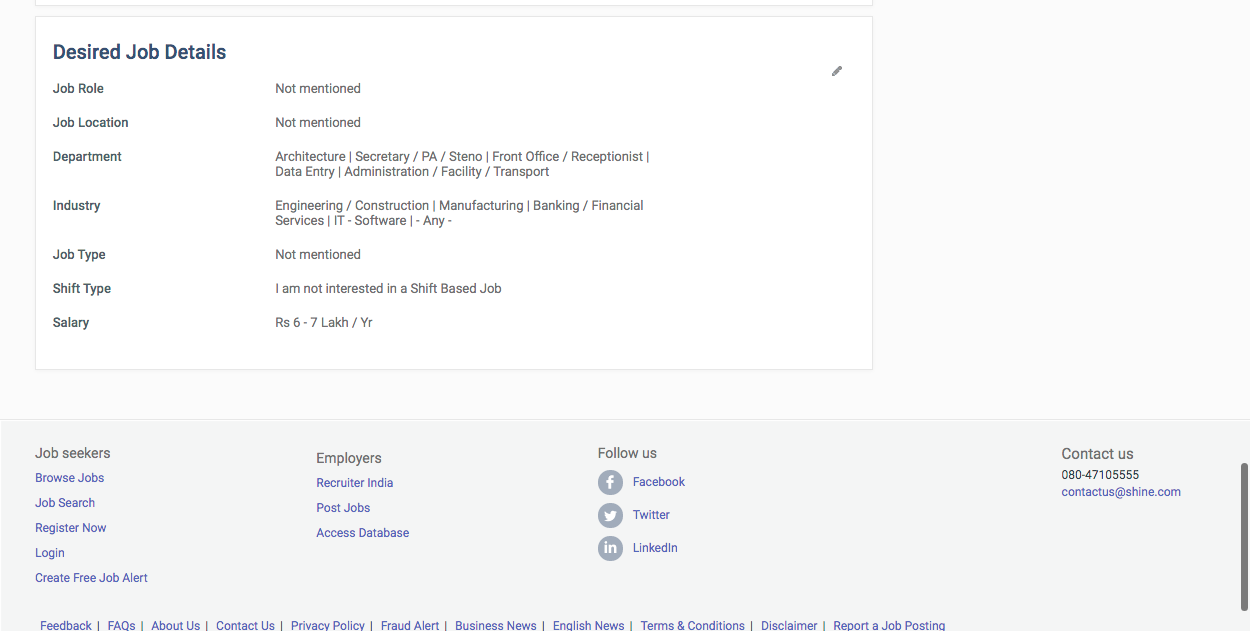 Desired Job Details
Job Role
Not mentioned
Job Location
Not mentioned
Department
Architecture | Secretary / PA / Steno | Front Office / Receptionist |
Data Entry | Administration / Facility / Transport
Industry
Engineering / Construction | Manufacturing | Banking / Financial
Services | IT - Software | - Any -
Job Type
Not mentioned
Shift Type
I am not interested in a Shift Based Job
Salary
Rs 6 - 7 Lakh / Yr
Job seekers
Browse Jobs
Job Search
Register Now
Login
Create Free Job Alert
Employers
Recruiter India
Post Jobs
Access Database
Follow us
Facebook
Twitter
LinkedIn
Contact us
080-47105555
contactus@shine.com
Feedback | FAQs | About Us | Contact Us | Privacy Policy | Fraud Alert | Business News | English News | Terms & Conditions | Disclaimer | Report a Job Posting